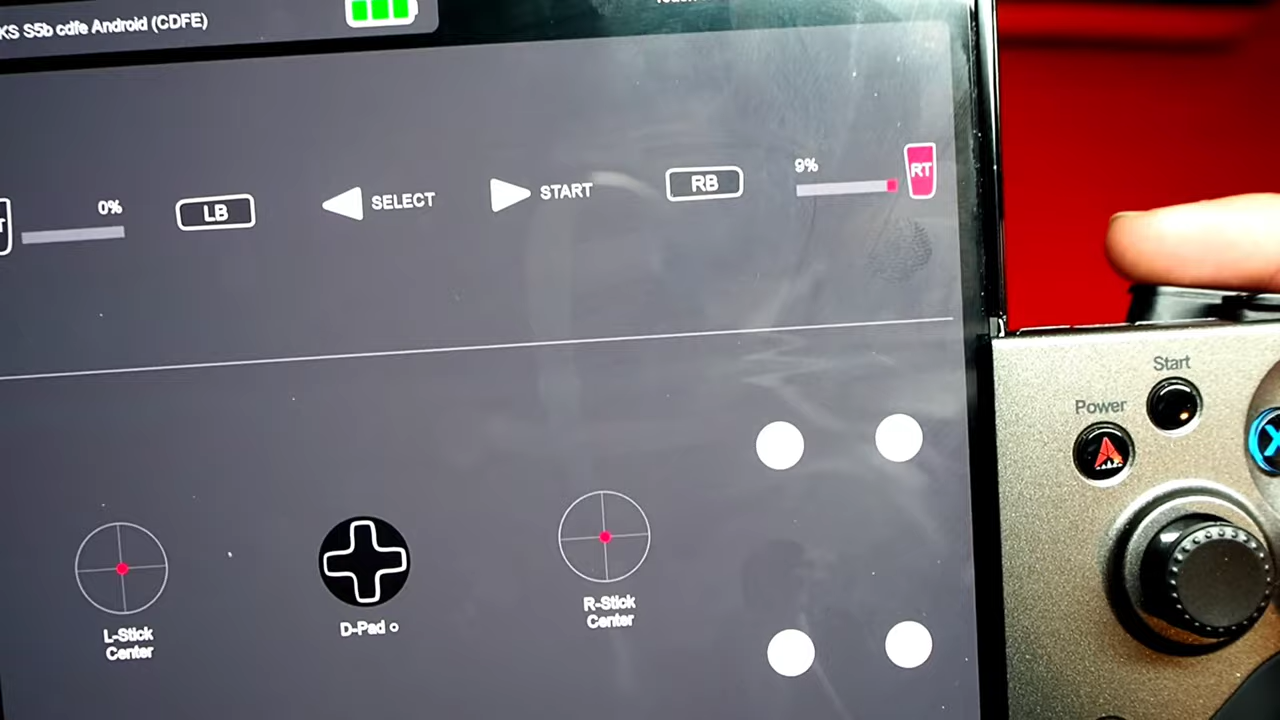 KS S5b cdfe Android (CDFE)
0%
LB
SELECT
START
RB
9%
RT
Start
Power
X
L-Stick
Center
D-Pad
R-Stick
Center